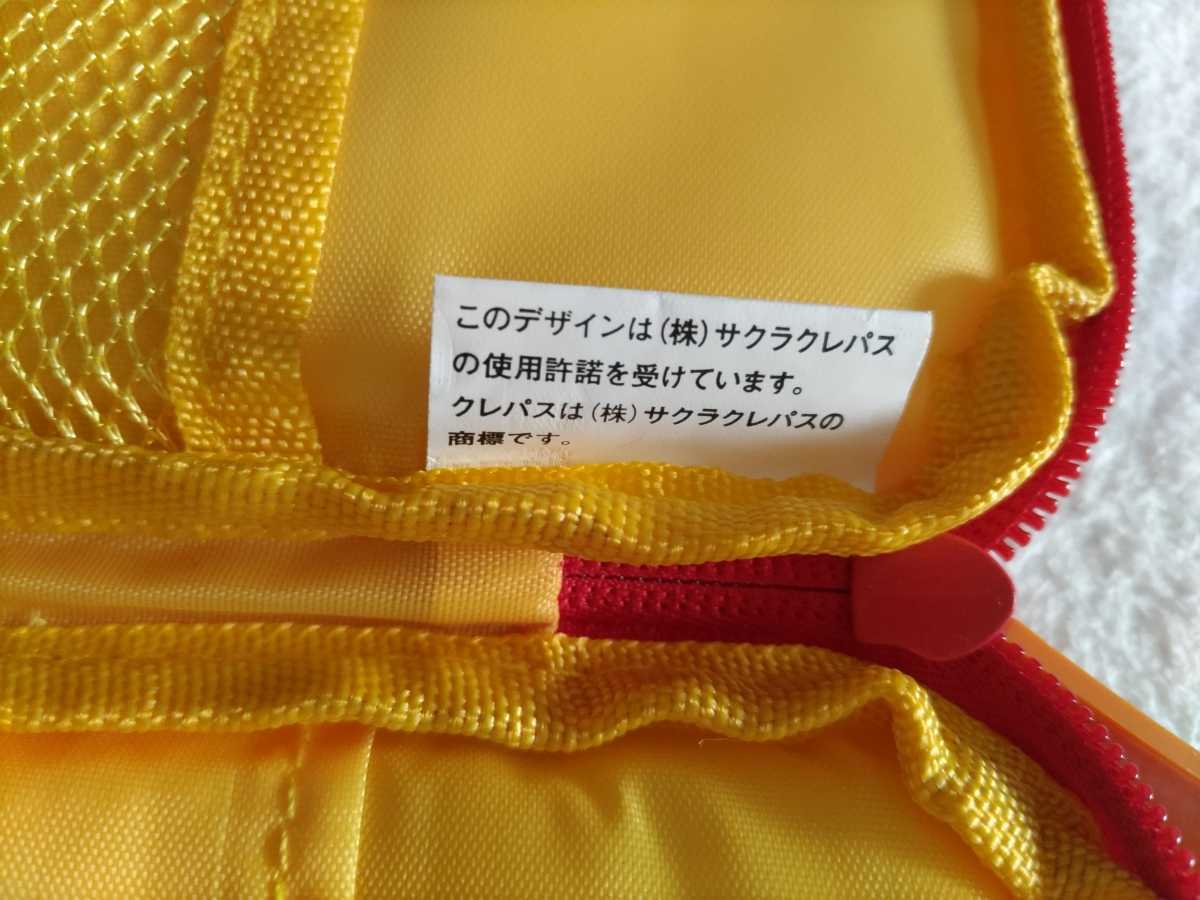 このデザインは(株)サクラクレパス
の使用許諾を受けています。
クレパスは(株)サクラクレパスの
商標です。